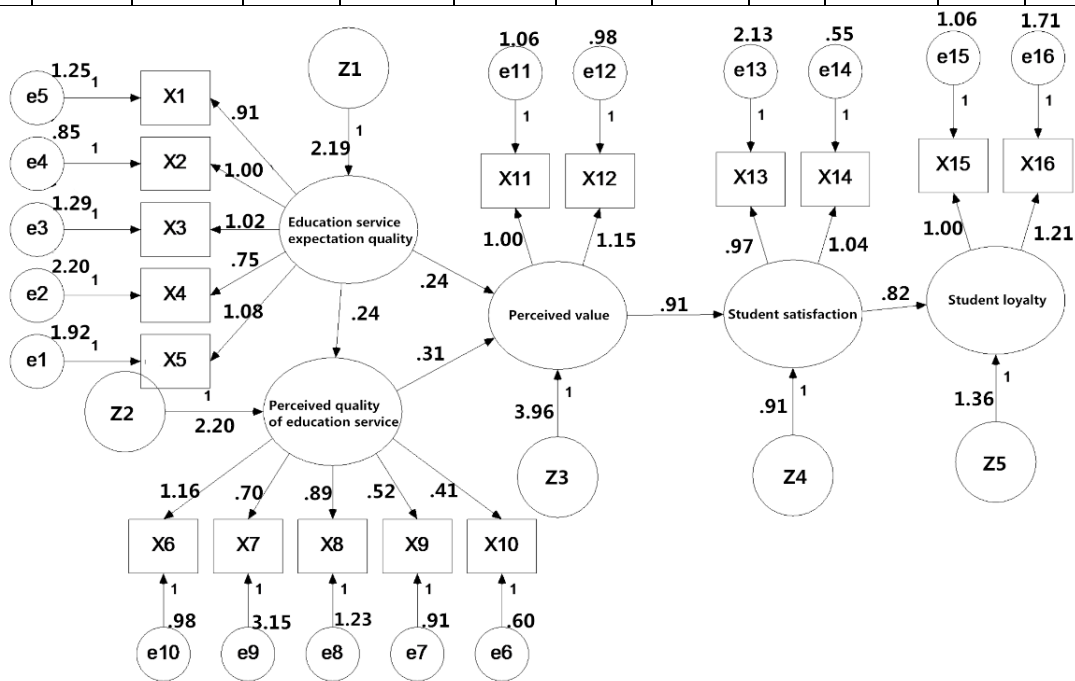 1.25
1
e5
X1
.91
.85
1
e4
X2
1.00
1.29
1
e3
X3
1.02
2.20
1
e2
X4
.75
1.92
1
e1
X5
1.08
Z1
1
2.19
Education service
expectation quality
.24
.24
Z2
1
2.20
Perceived quality
of education service
.31
1.16
.70
.89
.52
.41
X6
X7
X8
X9
X10
1
1
1
1
1
.98
3.15
1.23
.91
.60
e10
e9
e8
e7
e6
1.06
.98
e11
e12
1
1
X11
X12
1.00
1.15
Perceived value
1
3.96
Z3
.91
2.13
.55
e13
e14
1
1
X13
X14
.97
1.04
Student satisfaction
1
.91
Z4
.82
1.06
1.71
e15
e16
1
1
X15
X16
1.00
1.21
Student loyalty
1
1.36
Z5